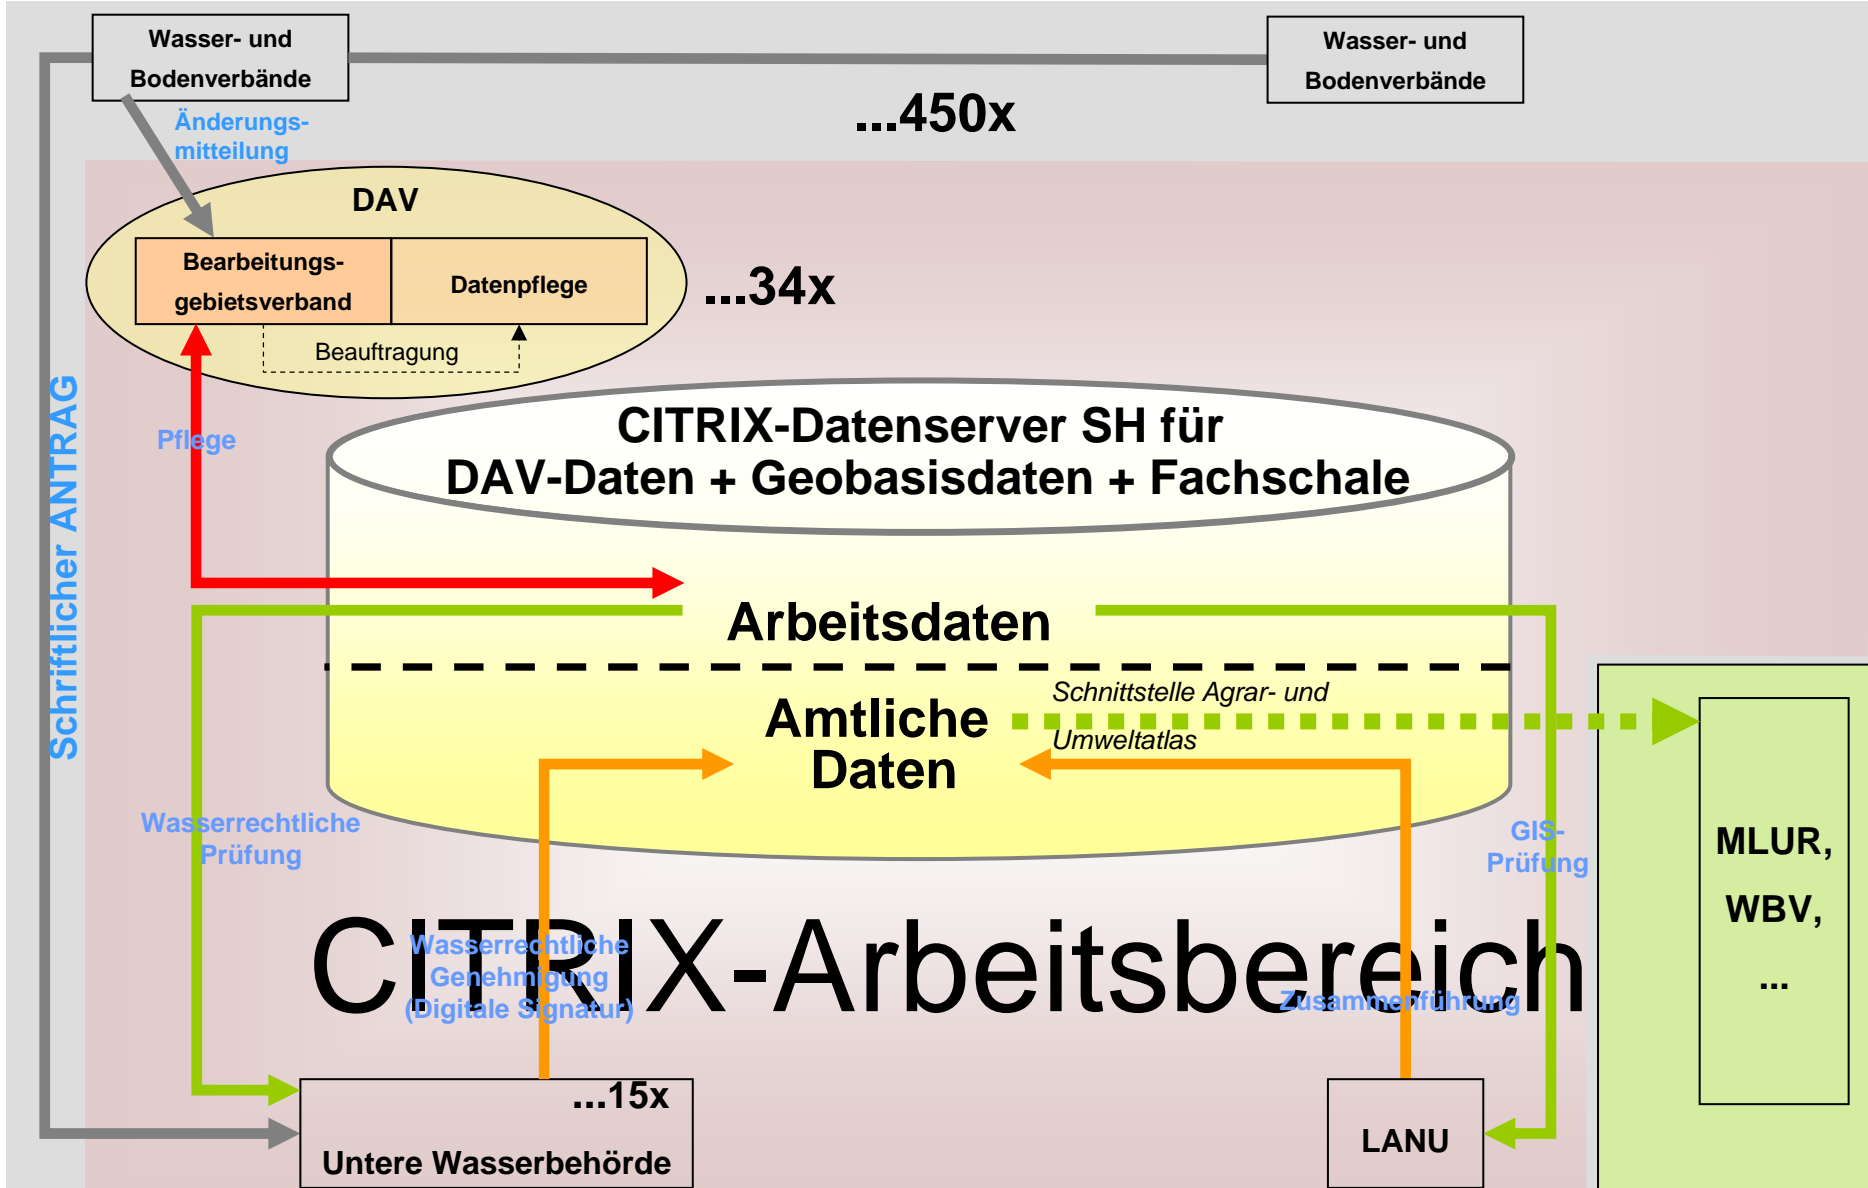 Wasser- und
Bodenverbände
Wasser- und
Bodenverbände
...450x
Änderungs-
mitteilung
DAV
Bearbeitungs-
gebietsverband
Datenpflege
...34x
Beauftragung
Schriftlicher ANTRAG
Pflege
CITRIX-Datenserver SH für
DAV-Daten + Geobasisdaten + Fachschale
Arbeitsdaten
Schnittstelle Agrar- und
Umweltatlas
Amtliche
Daten
Wasserrechtliche
Prüfung
GIS-
Prüfung
MLUR,
WBV,
...
CITRIX-Arbeitsbereich
Wasserrechtliche
Genehmigung
(Digitale Signatur)
Zusammenführung
...15x
Untere Wasserbehörde
LANU